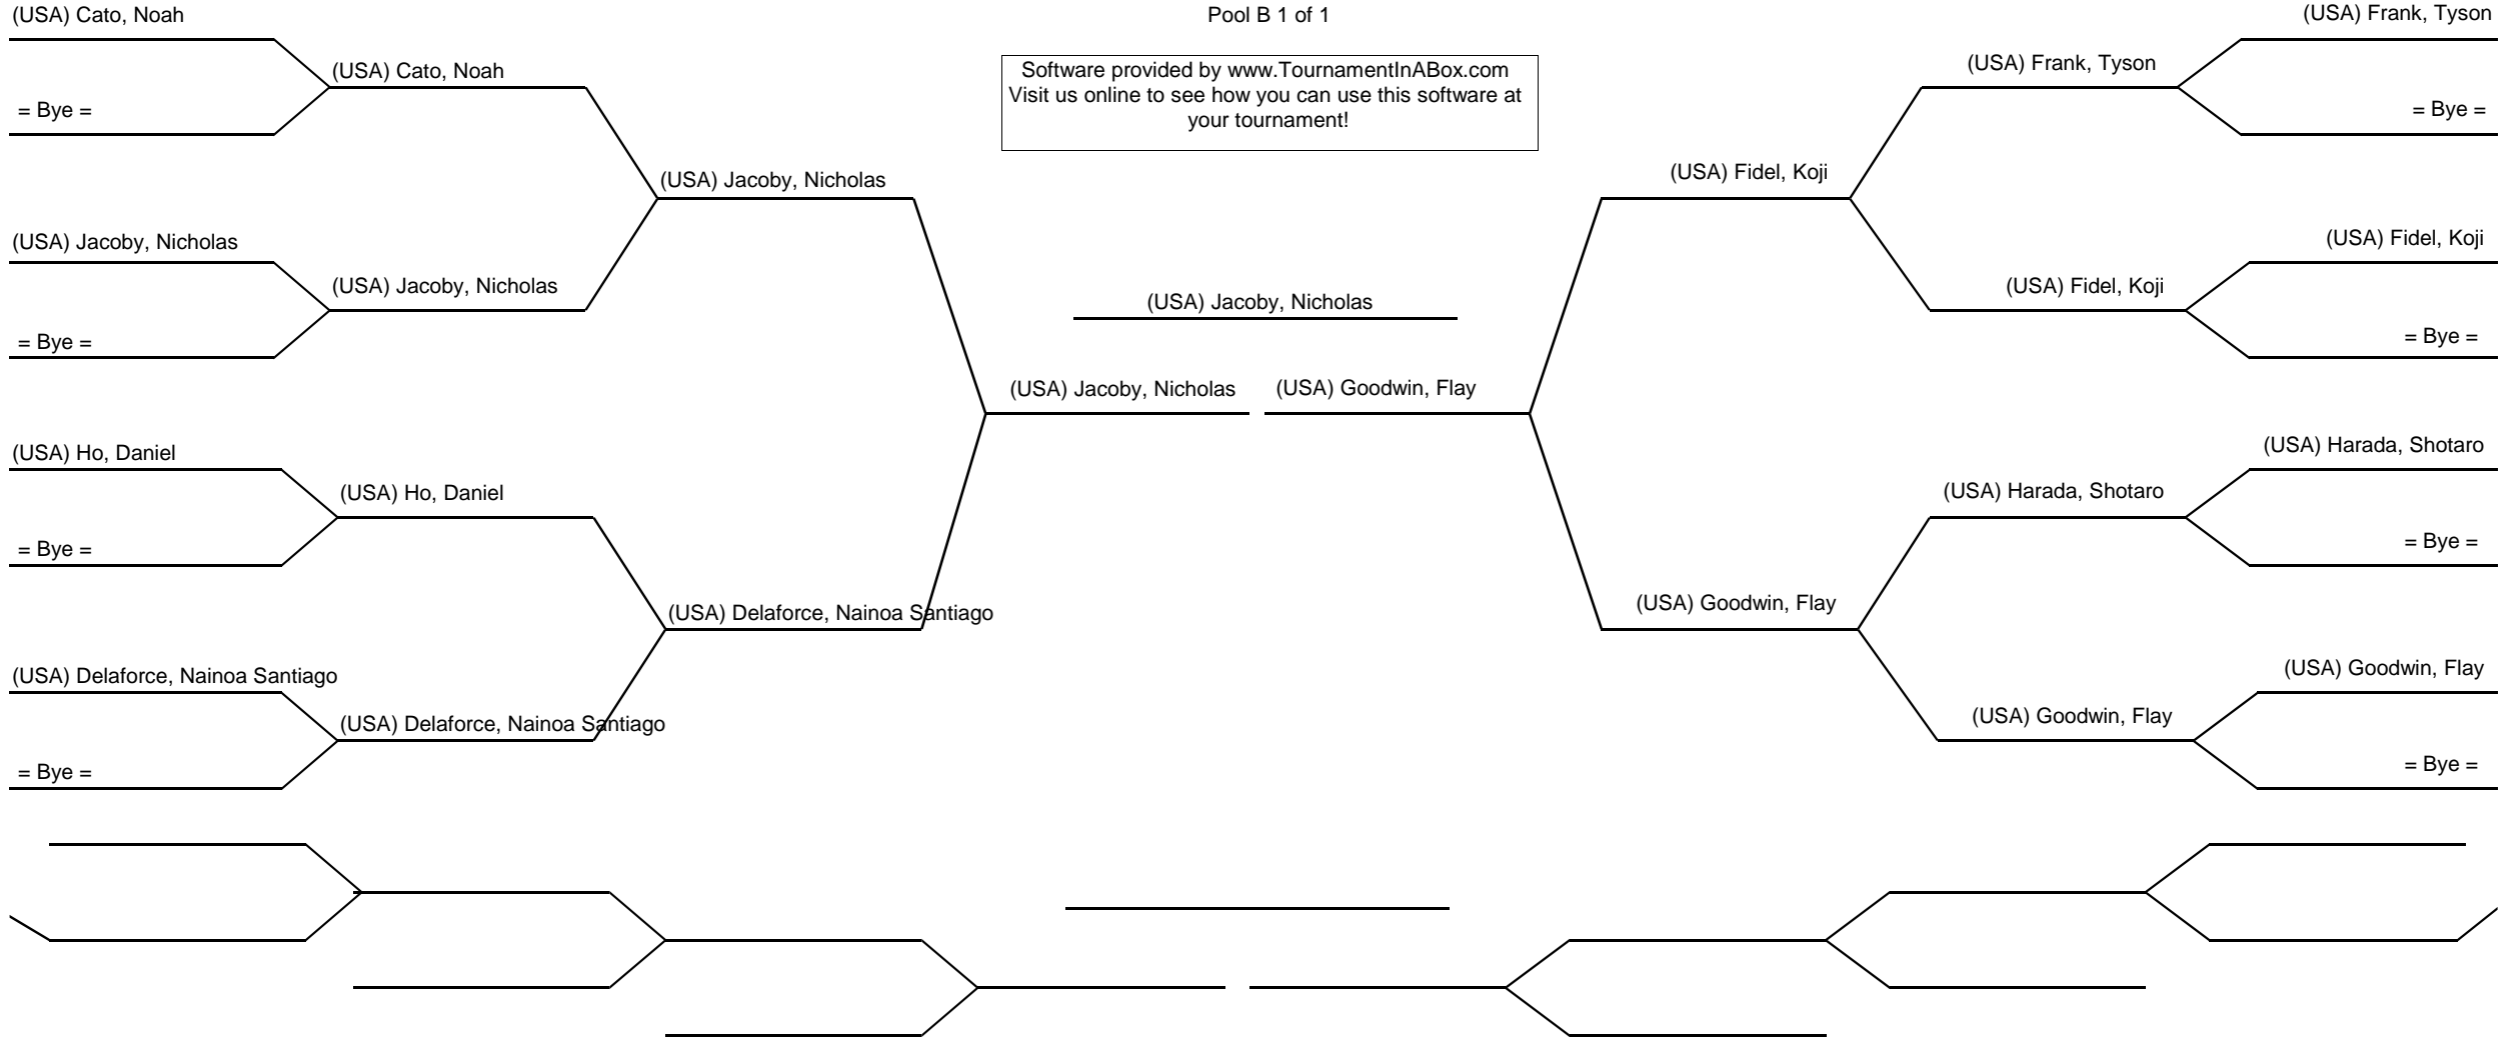 (USA) Cato, Noah
Pool B 1 of 1
(USA) Frank, Tyson
Software provided by www.TournamentInABox.com
Visit us online to see how you can use this software at
your tournament!
(USA) Cato, Noah
(USA) Frank, Tyson
= Bye =
= Bye =
(USA) Jacoby, Nicholas
(USA) Fidel, Koji
(USA) Jacoby, Nicholas
(USA) Fidel, Koji
(USA) Jacoby, Nicholas
(USA) Jacoby, Nicholas
(USA) Fidel, Koji
= Bye =
= Bye =
(USA) Jacoby, Nicholas
(USA) Goodwin, Flay
(USA) Ho, Daniel
(USA) Harada, Shotaro
(USA) Ho, Daniel
(USA) Harada, Shotaro
= Bye =
= Bye =
(USA) Delaforce, Nainoa Santiago
(USA) Goodwin, Flay
(USA) Delaforce, Nainoa Santiago
(USA) Goodwin, Flay
(USA) Delaforce, Nainoa Santiago
(USA) Goodwin, Flay
= Bye =
= Bye =